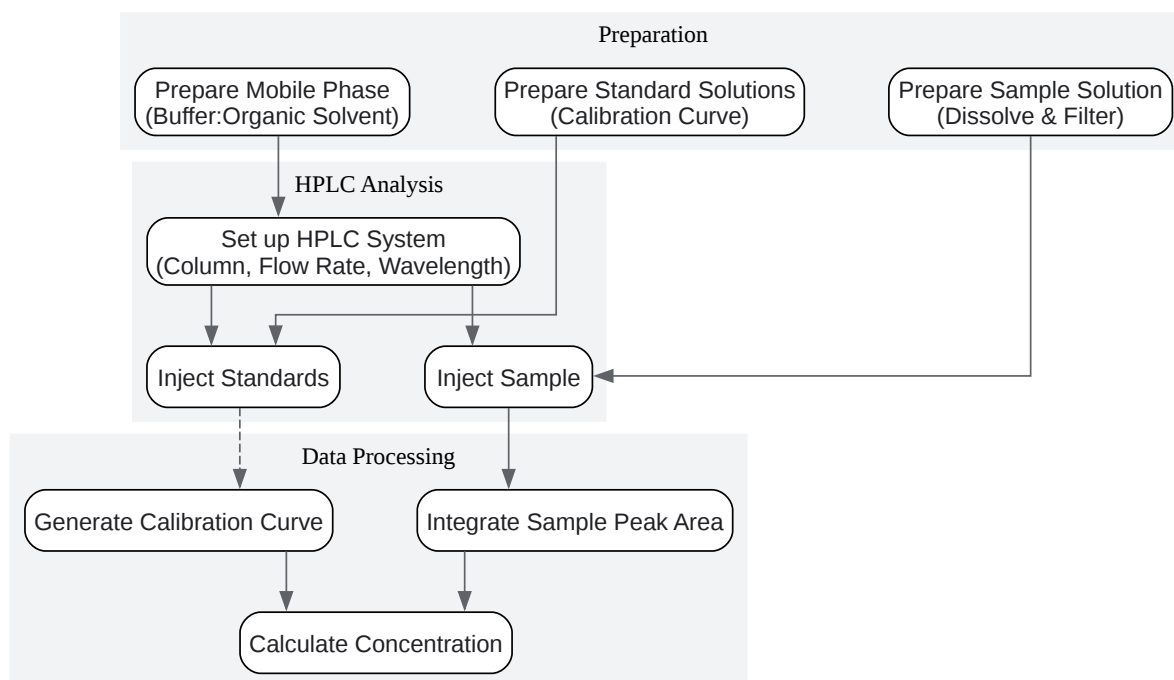 Preparation
Prepare Mobile Phase
(Buffer:Organic Solvent)
Prepare Standard Solutions
(Calibration Curve)
Prepare Sample Solution
(Dissolve & Filter)
HPLC Analysis
Set up HPLC System
(Column, Flow Rate, Wavelength)
Inject Standards
Inject Sample
Data Processing
Generate Calibration Curve
Integrate Sample Peak Area
Calculate Concentration